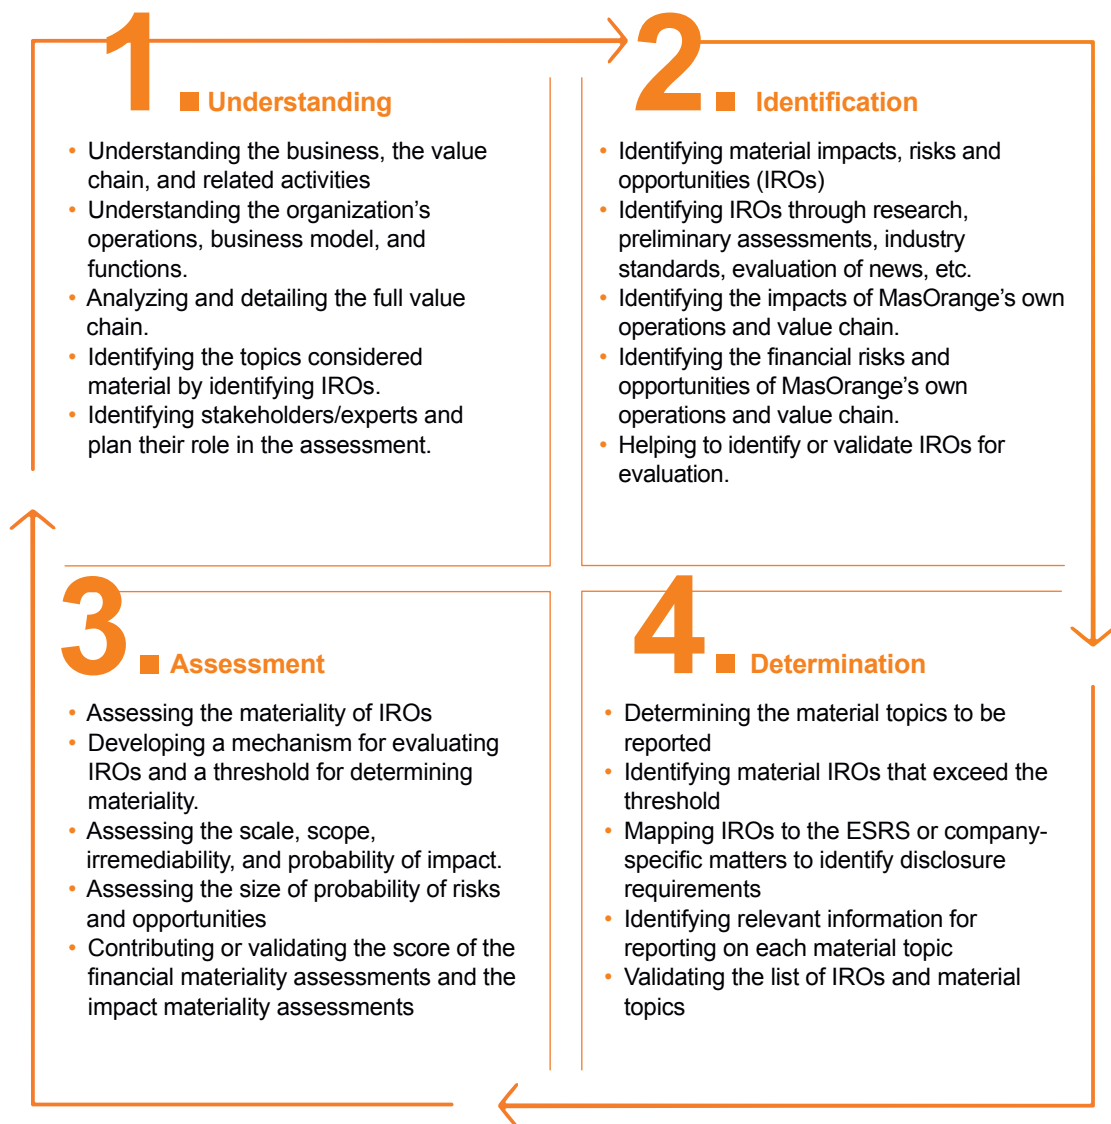 1
Understanding
• Understanding the business, the value
chain, and related activities
• Understanding the organization's
operations, business model, and
functions.
• Analyzing and detailing the full value
chain.
• Identifying the topics considered
material by identifying IROs.
• Identifying stakeholders/experts and
plan their role in the assessment.
2
Identification
• Identifying material impacts, risks and
opportunities (IROs)
• Identifying IROs through research,
preliminary assessments, industry
standards, evaluation of news, etc.
• Identifying the impacts of MasOrange's own
operations and value chain.
• Identifying the financial risks and
opportunities of MasOrange's own
operations and value chain.
• Helping to identify or validate IROs for
evaluation.
3
Assessment
• Assessing the materiality of IROs
• Developing a mechanism for evaluating
IROs and a threshold for determining
materiality.
• Assessing the scale, scope,
irremediability, and probability of impact.
• Assessing the size of probability of risks
and opportunities
• Contributing or validating the score of the
financial materiality assessments and the
impact materiality assessments
4
Determination
• Determining the material topics to be
reported
• Identifying material IROs that exceed the
threshold
• Mapping IROs to the ESRS or company-
specific matters to identify disclosure
requirements
• Identifying relevant information for
reporting on each material topic
• Validating the list of IROs and material
topics